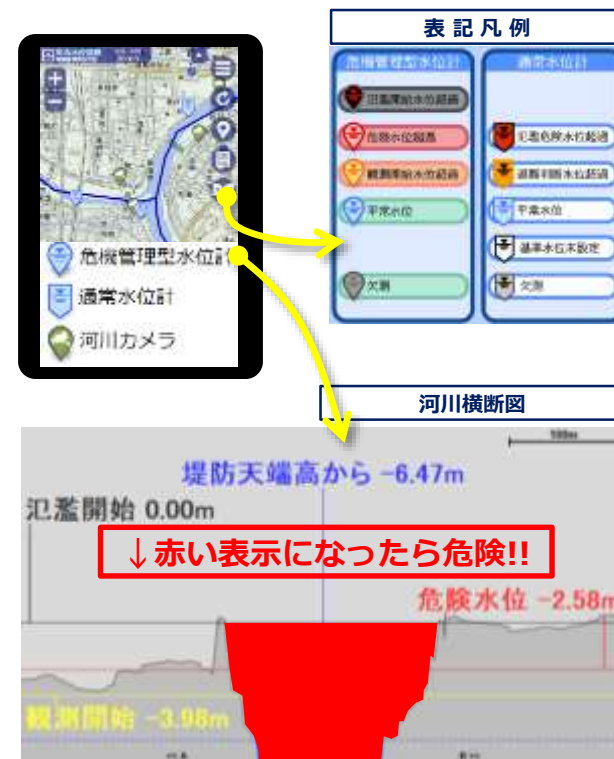 表記凡例
危機管理型水位計
通常水位計
氾濫開始水位超過
危険水位超過
氾濫危険水位超過
観測開始水位超過
避難判断水位超過
平常水位
平常水位
基準水位未設定
欠測
欠測
危機管理型水位計
通常水位計
河川カメラ
河川横断図
100m
堤防天端高から -6.47m
氾濫開始 0.00m
↓赤い表示になったら危険!!
危険水位 -2.58m
観測開始 -3.98m